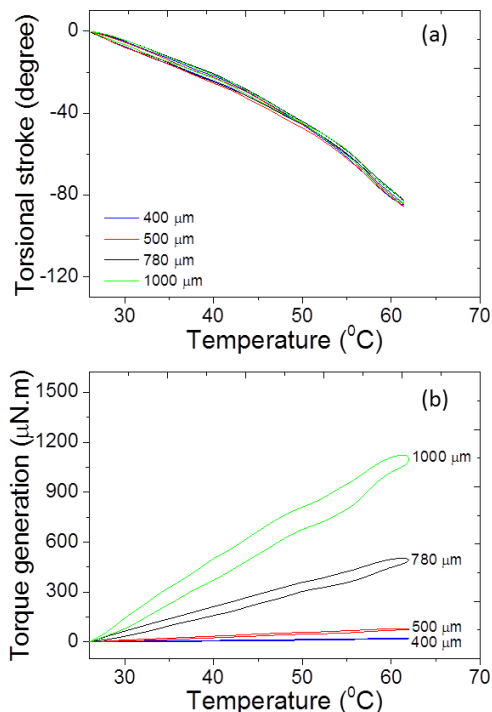 (a)
Torsional stroke (degree)
0
-40
-80
-120
400 μm
500 μm
780 μm
1000 μm
30
40
50
60
70
Temperature (⁰C)
(b)
Torque generation (μN.m)
1500
1200
900
600
300
0
1000 μm
780 μm
500 μm
400 μm
30
40
50
60
70
Temperature (⁰C)